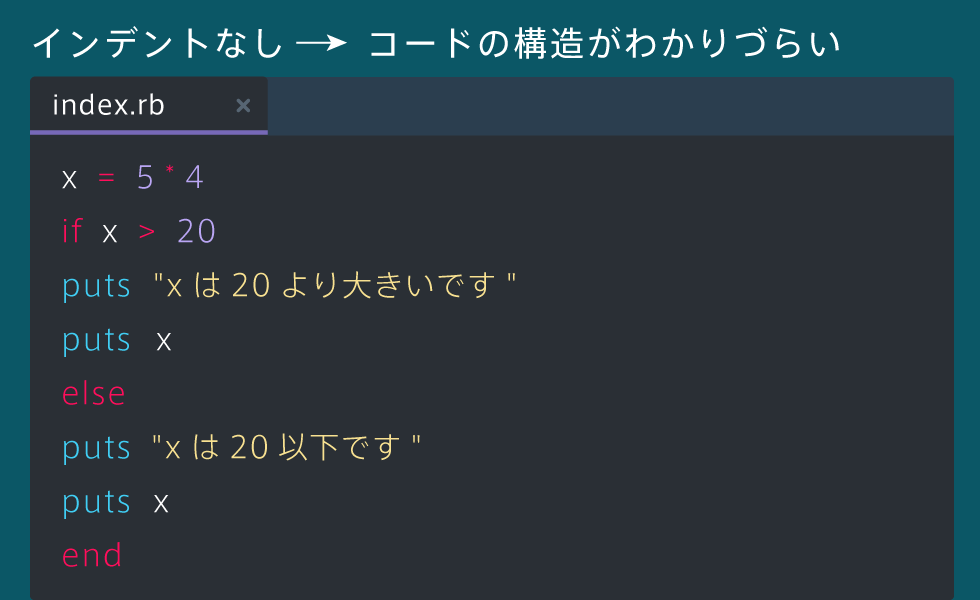 インデントなし → コードの構造がわかりづらい
index.rb ×
x = 5 * 4
if x > 20
puts "x は 20 より大きいです "
puts x
else
puts "x は 20 以下です "
puts x
end